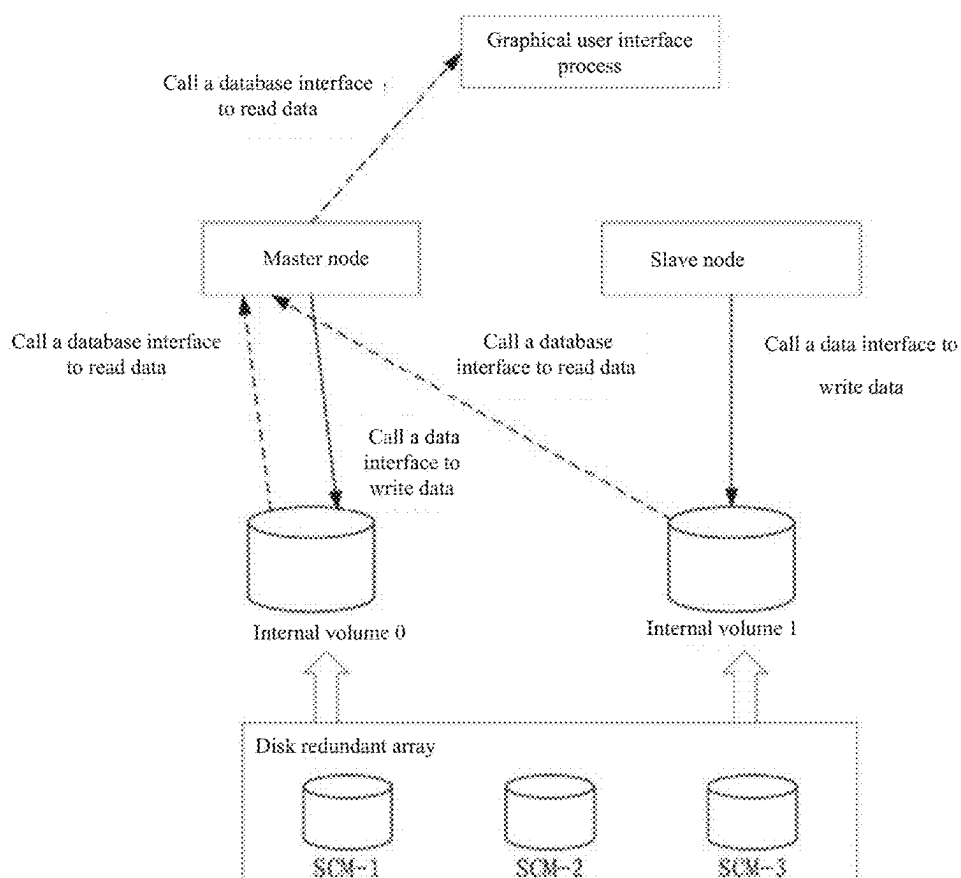 Graphical user interface
process
Call a database interface
to read data
Master node
Slave node
Call a database interface
to read data
Call a database
interface to read data
Call a data interface to
write data
Call a data
interface to
write data
Internal volume 0
Internal volume 1
Disk redundant array
SCM-1
SCM-2
SCM-3